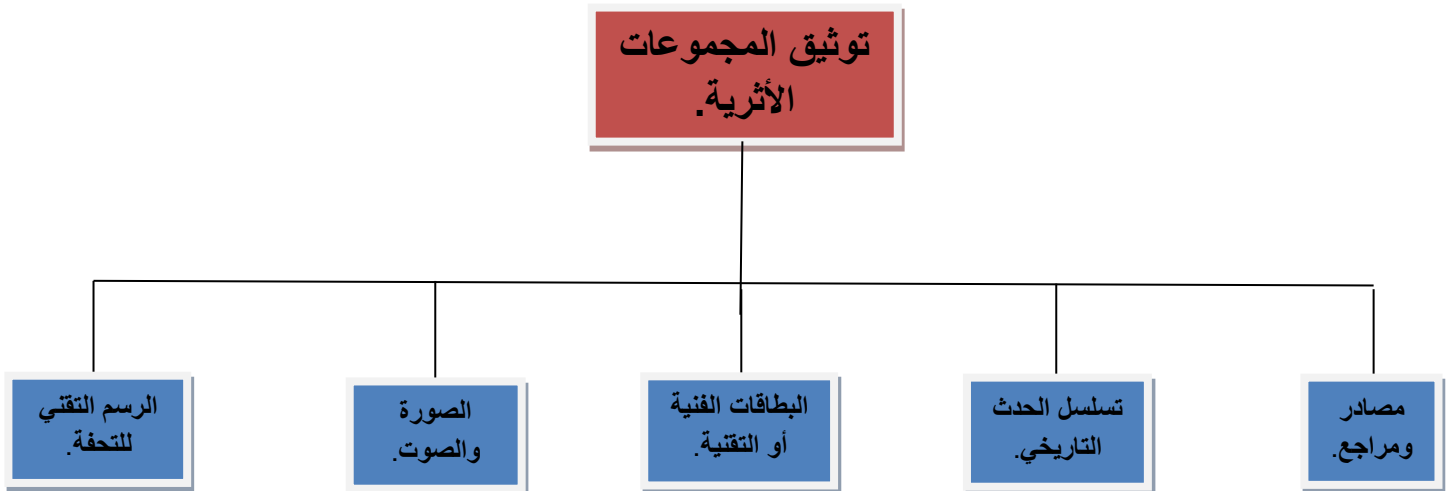 توثيق المجموعات
الأثرية.
مصادر
ومراجع.
تسلسل الحدث
التاريخي.
البطاقات الفنية
أو التقنية.
الصورة
والصوت.
الرسم التقني
للتحفة.